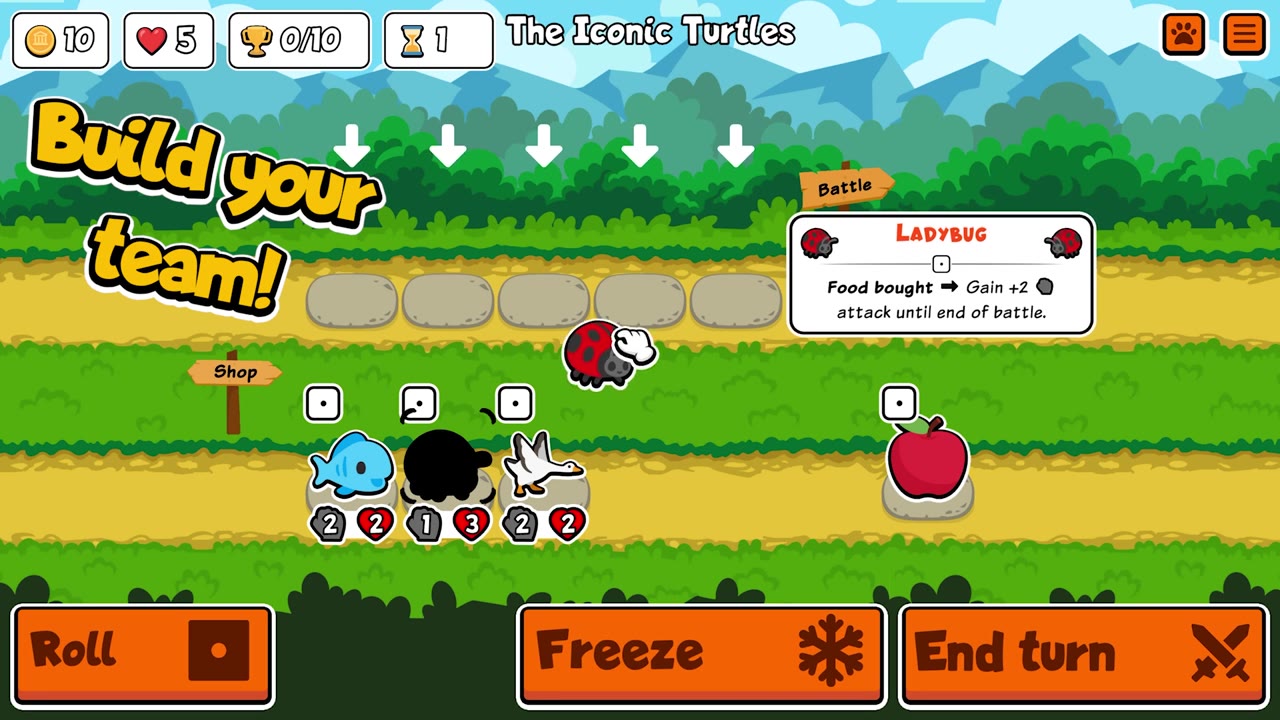 10
5
0/10
1
The Iconic Turtles
Build your
team!
Battle
LADYBUG
Food bought ➡ Gain +2
attack until end of battle.
Shop
2 2 1 3 2 2
Roll
Freeze
End turn